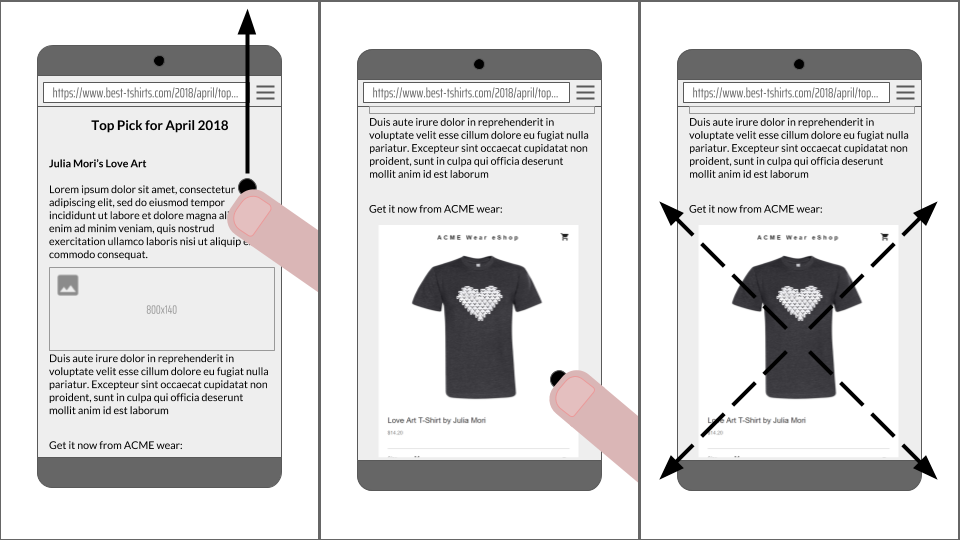 https://www.best-tshirts.com/2018/april/top...
Top Pick for April 2018
Julia Mori's Love Art
Lorem ipsum dolor sit amet, consectetur
adipiscing elit, sed do eiusmod tempor
incididunt ut labore et dolore magna
enim ad minim veniam, quis nostrud
exercitation ullamco laboris nisi ut aliquip
commodo consequat.
800x140
Duis aute irure dolor in reprehenderit in
voluptate velit esse cillum dolore eu fugiat nulla
pariatur. Excepteur sint occaecat cupidatat non
proident, sunt in culpa qui officia deserunt
mollit anim id est laborum
Get it now from ACME wear:
https://www.best-tshirts.com/2018/april/top...
Duis aute irure dolor in reprehenderit in
voluptate velit esse cillum dolore eu fugiat nulla
pariatur. Excepteur sint occaecat cupidatat non
proident, sunt in culpa qui officia deserunt
mollit anim id est laborum
Get it now from ACME wear:
ACME Wear eShop
Love Art T-Shirt by Julia Mori
$14.20
https://www.best-tshirts.com/2018/april/top...
Duis aute irure dolor in reprehenderit in
voluptate velit esse cillum dolore eu fugiat nulla
pariatur. Excepteur sint occaecat cupidatat non
proident, sunt in culpa qui officia deserunt
mollit anim id est laborum
Get it now from ACME wear:
ACME Wear eShop
Love Art T-Shirt by Julia Mori
$14.20